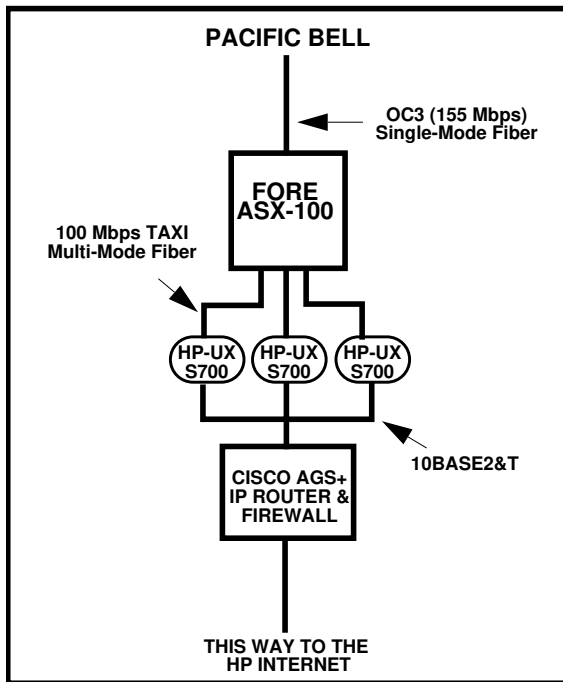 PACIFIC BELL
OC3 (155 Mbps)
Single-Mode Fiber
FORE
ASX-100
100 Mbps TAXI
Multi-Mode Fiber
HP-UX
S700
HP-UX
S700
HP-UX
S700
10BASE2&T
CISCO AGS+
IP ROUTER &
FIREWALL
THIS WAY TO THE
HP INTERNET